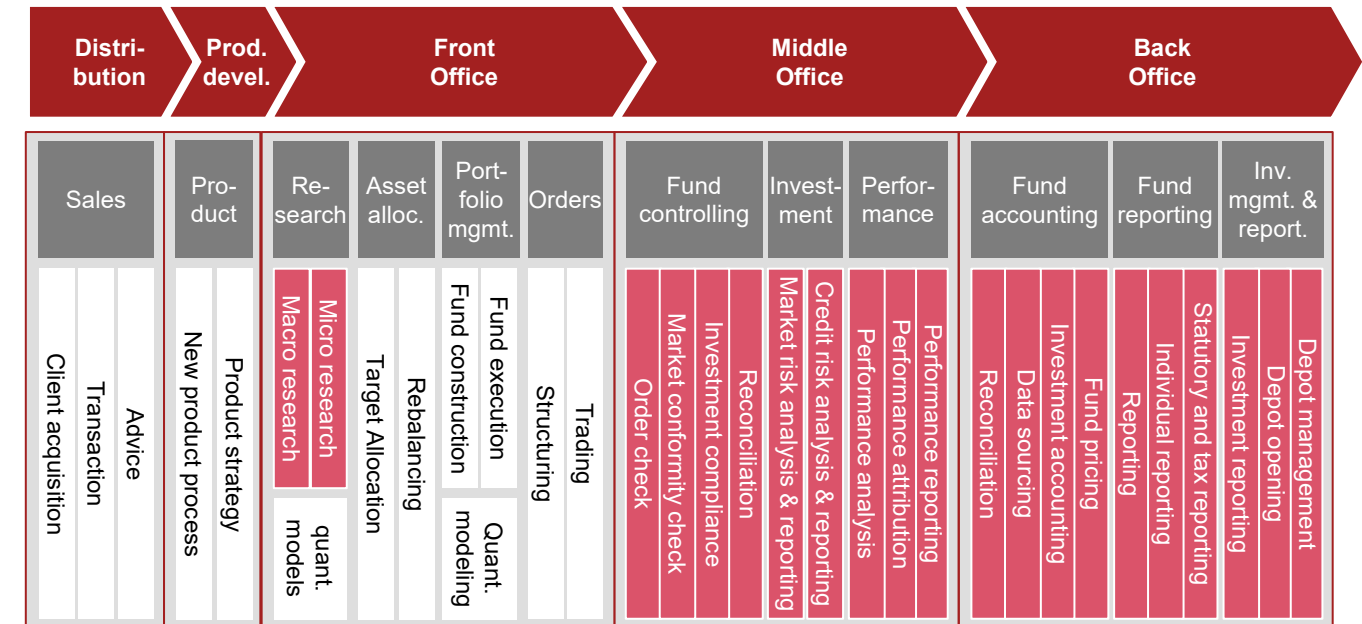 Distri-
bution
Prod.
devel.
Front
Office
Middle
Office
Back
Office
Sales
Pro-
duct
Re-
search
Asset
alloc.
Port-
folio
mgmt.
Orders
Fund
controlling
Invest-
ment
Perfor-
mance
Fund
accounting
Fund
reporting
Inv.
mgmt. &
report.
Client acquisition
Transaction
Advice
New product process
Product strategy
Macro research
Micro research
quant.
models
Target Allocation
Rebalancing
Fund construction
Fund execution
Quant.
modeling
Structuring
Trading
Order check
Market conformity check
Investment compliance
Reconciliation
Market risk analysis & reporting
Credit risk analysis & reporting
Performance analysis
Performance attribution
Performance reporting
Reconciliation
Data sourcing
Investment accounting
Fund pricing
Reporting
Individual reporting
Statutory and tax reporting
Investment reporting
Depot opening
Depot management